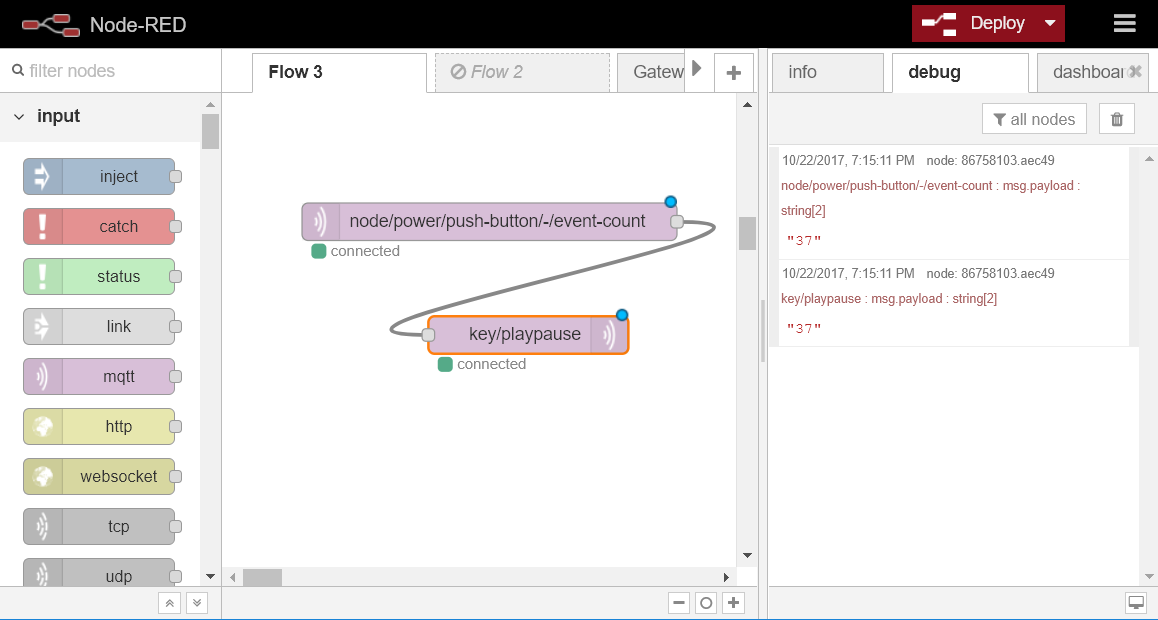 Node-RED
Deploy
filter nodes
Flow 3
Flow 2
Gatew
info
debug
dashboar
input
all nodes
inject
catch
status
link
mqtt
http
websocket
tcp
udp
node/power/push-button/-/event-count
connected
key/playpause
connected
10/22/2017, 7:15:11 PM node: 86758103.aec49
node/power/push-button/-/event-count : msg.payload :
string[2]
"37"
10/22/2017, 7:15:11 PM node: 86758103.aec49
key/playpause : msg.payload : string[2]
"37"